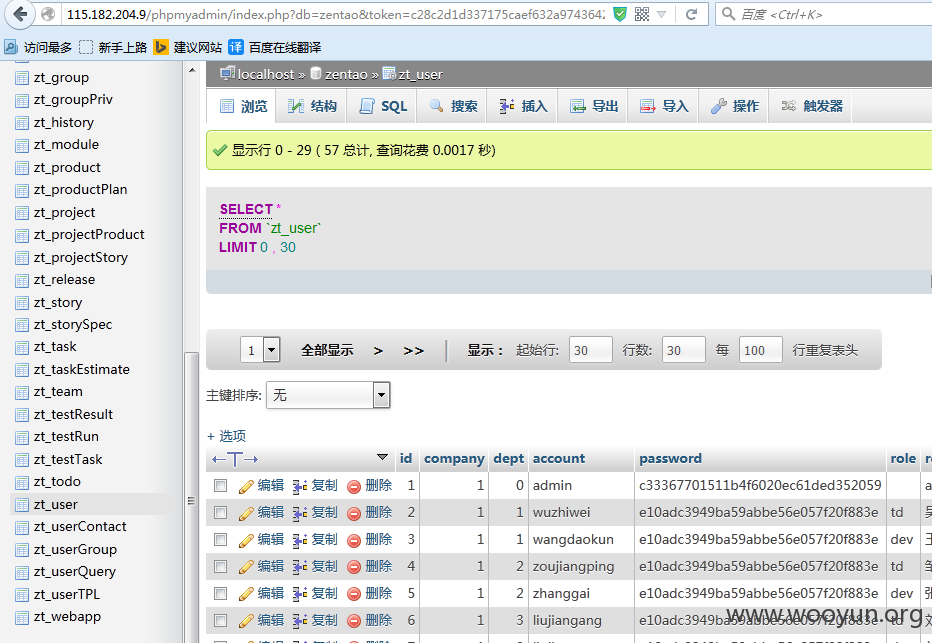 115.182.204.9/phpmyadmin/index.php?db=zentao&token=c28c2d1d337175caef632a9743642
百度 <Ctrl+K>
访问最多 新手上路 建议网站 译 百度在线翻译
zt_group
zt_groupPriv
zt_history
zt_module
zt_product
zt_productPlan
zt_project
zt_projectProduct
zt_projectStory
zt_release
zt_story
zt_storySpec
zt_task
zt_taskEstimate
zt_team
zt_testResult
zt_testRun
zt_testTask
zt_todo
zt_user
zt_userContact
zt_userGroup
zt_userQuery
zt_userTPL
zt_webapp
localhost » zentao » zt_user
浏览 结构 SQL 搜索 插入 导出 导入 操作 触发器
显示行 0 - 29 ( 57 总计, 查询花费 0.0017 秒)
SELECT *
FROM `zt_user`
LIMIT 0 , 30
1 全部显示 > >> | 显示： 起始行: 30 行数: 30 每 100 行重复表头
主键排序: 无
+ 选项
←T→ id company dept account password role
编辑 复制 删除 1 1 0 admin c33367701511b4f6020ec61ded352059 a
编辑 复制 删除 2 1 1 wuzhiwei e10adc3949ba59abbe56e057f20f883e td 吴
编辑 复制 删除 3 1 1 wangdaokun e10adc3949ba59abbe56e057f20f883e dev 王
编辑 复制 删除 4 1 2 zoujiangping e10adc3949ba59abbe56e057f20f883e td 邹
编辑 复制 删除 5 1 2 zhanggai e10adc3949ba59abbe56e057f20f883e dev 张
编辑 复制 删除 6 1 3 liujiangang e10adc3949ba59abbe56e057f20f883e td 刘
www.wooyun.org